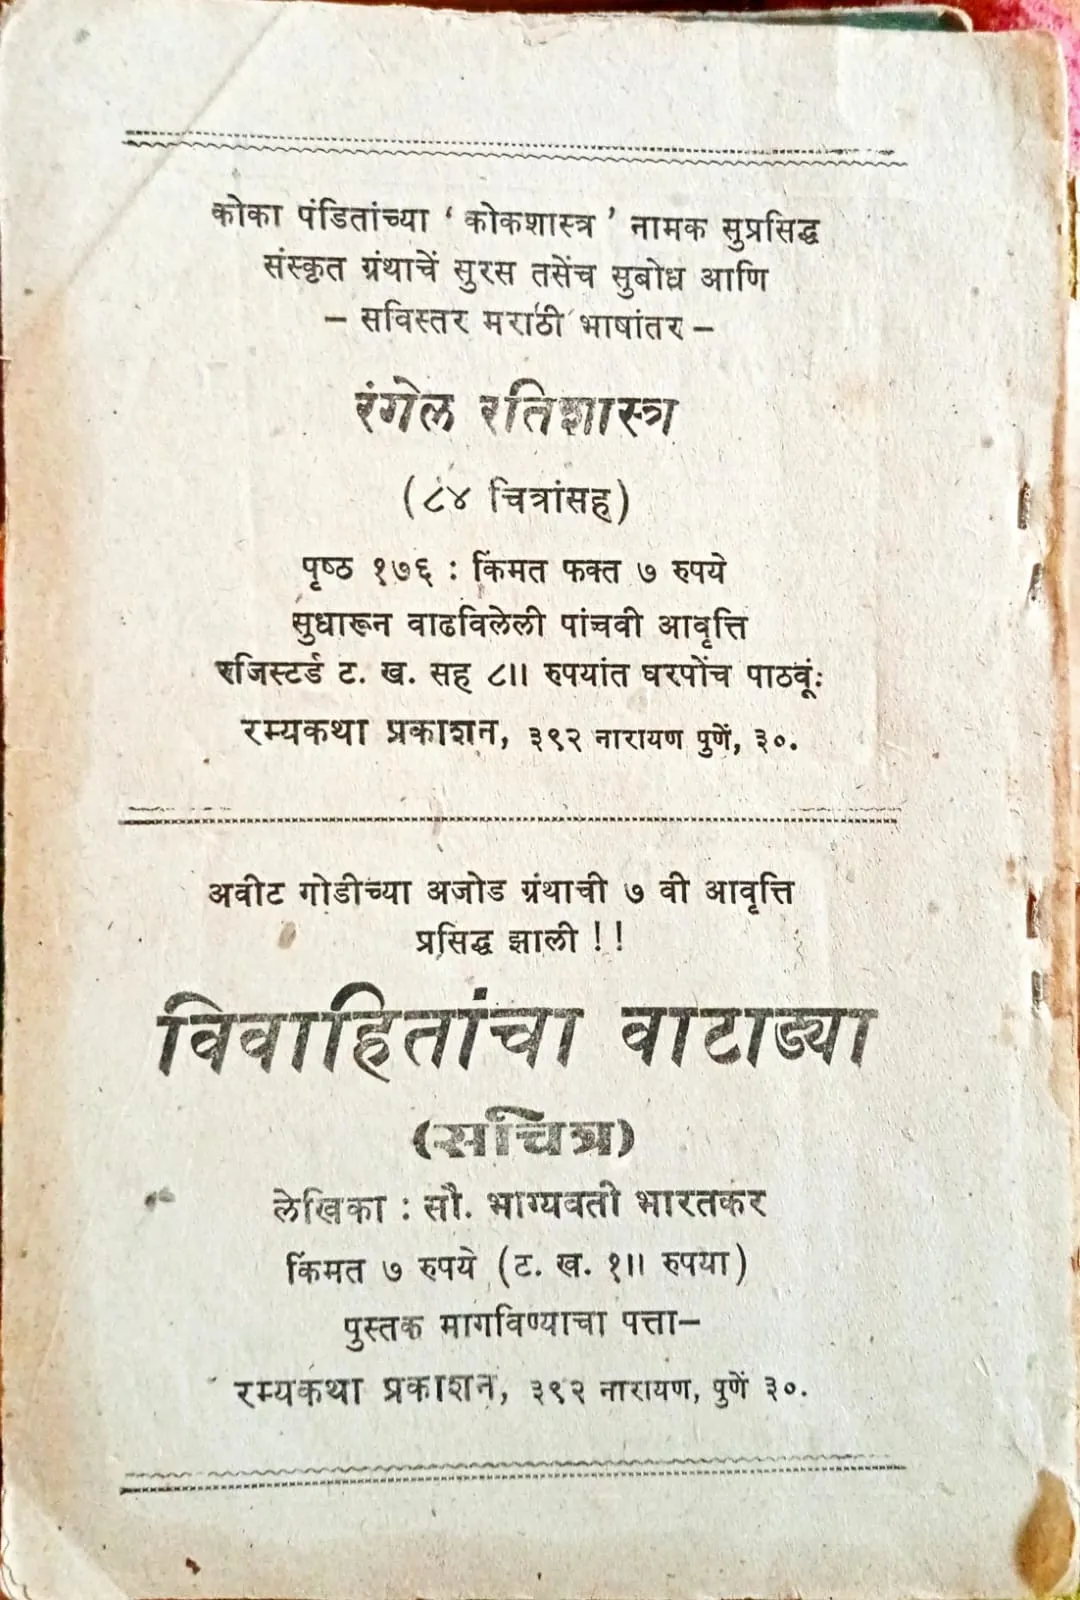 कोका पंडितांच्या ' कोकशास्त्र ' नामक सुप्रसिद्ध
संस्कृत ग्रंथाचें सुरस तसेंच सुबोध आणि
– सविस्तर मराठी भाषांतर –
रंगेल रतिशास्त्र
(८४ चित्रांसह)
पृष्ठ १७६ : किंमत फक्त ७ रुपये
सुधारून वाढविलेली पांचवी आवृत्ति
रजिस्टर्ड ट. ख. सह ८।। रुपयांत घरपोंच पाठवूं:
रम्यकथा प्रकाशन, ३९२ नारायण पुणें, ३०.
अवीट गोडीच्या अजोड ग्रंथाची ७ वी आवृत्ति
प्रसिद्ध झाली !!
विवाहितांचा वाटाड्या
(सचित्र)
लेखिका : सौ. भाग्यवती भारतकर
किंमत ७ रुपये (ट. ख. १।। रुपया)
पुस्तक मागविण्याचा पत्ता–
रम्यकथा प्रकाशन, ३९२ नारायण, पुणें ३०.